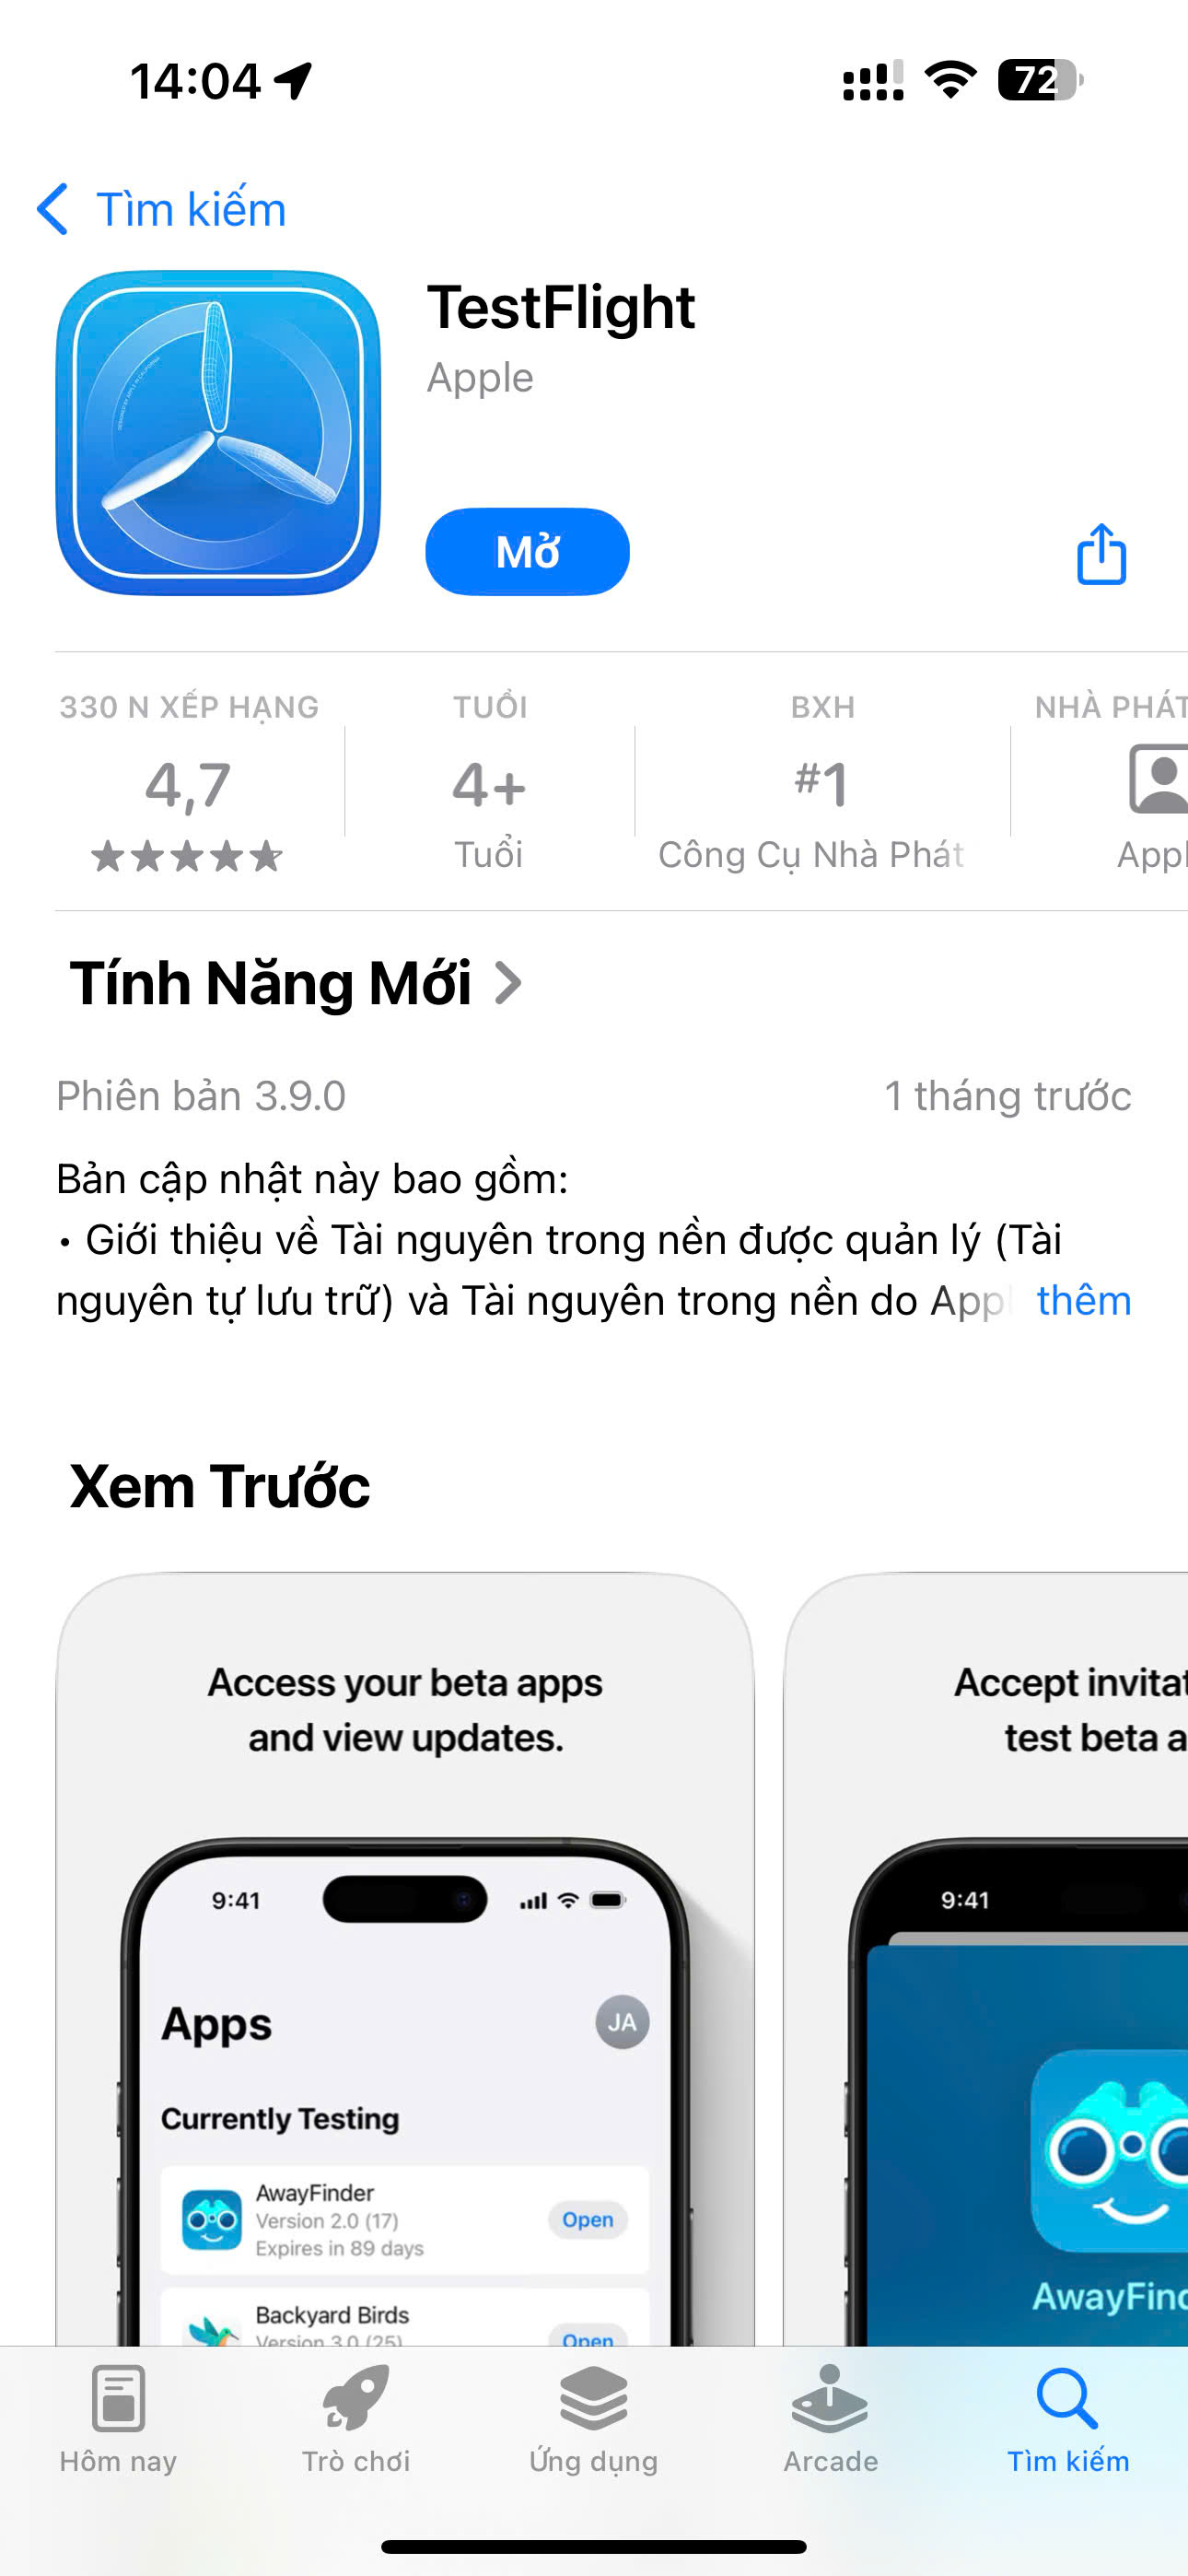 14:04
72
Tìm kiếm
TestFlight
Apple
Mở
330 N XẾP HẠNG
4,7
TUỔI
4+
Tuổi
BXH
#1
Công Cụ Nhà Phát
NHÀ PHÁT
Appl
Tính Năng Mới
Phiên bản 3.9.0
1 tháng trước
Bản cập nhật này bao gồm:
• Giới thiệu về Tài nguyên trong nền được quản lý (Tài
nguyên tự lưu trữ) và Tài nguyên trong nền do Appl thêm
Xem Trước
Access your beta apps
and view updates.
9:41
Apps
JA
Currently Testing
AwayFinder
Version 2.0 (17)
Expires in 89 days
Open
Backyard Birds
Version 3.0 (25)
Open
Accept invitat
test beta a
9:41
AwayFind
Hôm nay
Trò chơi
Ứng dụng
Arcade
Tìm kiếm